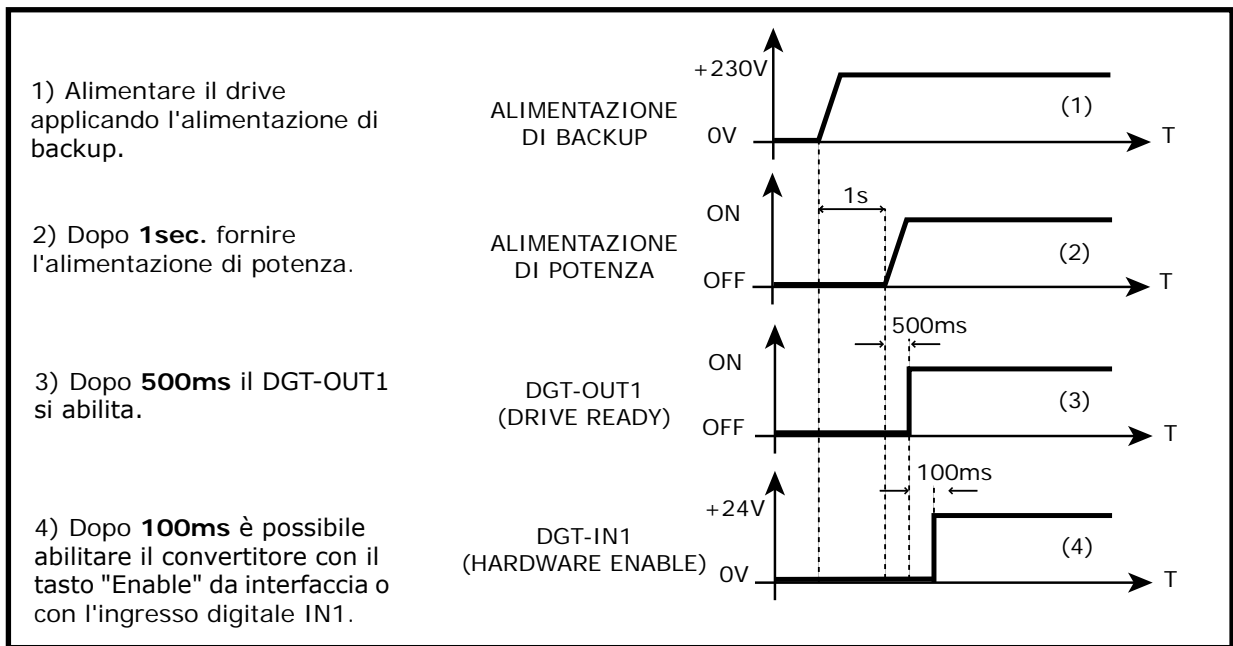 1) Alimentare il drive
applicando l'alimentazione di
backup.
ALIMENTAZIONE
DI BACKUP
+230V
0V
(1)
T
2) Dopo 1sec. fornire
l'alimentazione di potenza.
ALIMENTAZIONE
DI POTENZA
ON
OFF
1s
(2)
T
3) Dopo 500ms il DGT-OUT1
si abilita.
DGT-OUT1
(DRIVE READY)
ON
OFF
500ms
(3)
T
4) Dopo 100ms è possibile
abilitare il convertitore con il
tasto "Enable" da interfaccia o
con l'ingresso digitale IN1.
DGT-IN1
(HARDWARE ENABLE)
+24V
0V
100ms
(4)
T